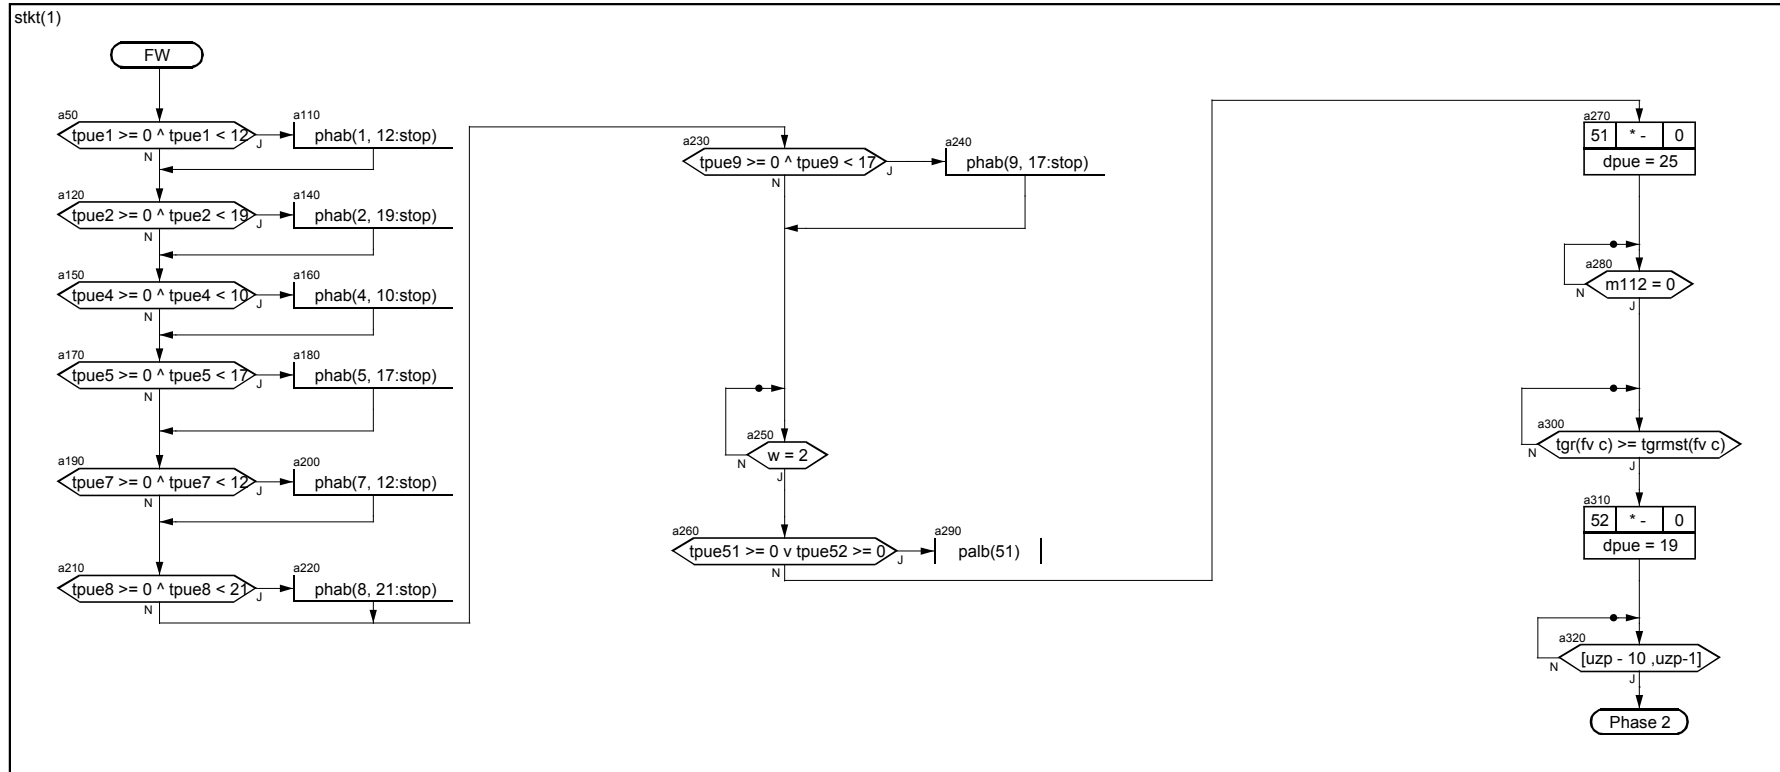 stkt(1)
FW
a50
tpue1 >= 0 ^ tpue1 < 12
J
N
a110
phab(1, 12:stop)
a120
tpue2 >= 0 ^ tpue2 < 19
J
N
a140
phab(2, 19:stop)
a150
tpue4 >= 0 ^ tpue4 < 10
J
N
a160
phab(4, 10:stop)
a170
tpue5 >= 0 ^ tpue5 < 17
J
N
a180
phab(5, 17:stop)
a190
tpue7 >= 0 ^ tpue7 < 12
J
N
a200
phab(7, 12:stop)
a210
tpue8 >= 0 ^ tpue8 < 21
J
N
a220
phab(8, 21:stop)
a230
tpue9 >= 0 ^ tpue9 < 17
J
N
a240
phab(9, 17:stop)
a250
w = 2
N
J
a260
tpue51 >= 0 v tpue52 >= 0
J
N
a290
palb(51)
a270
51 * - 0
dpue = 25
a280
m112 = 0
N
J
a300
tgr(fv c) >= tgrmst(fv c)
N
J
a310
52 * - 0
dpue = 19
a320
[uzp - 10 ,uzp-1]
N
J
Phase 2